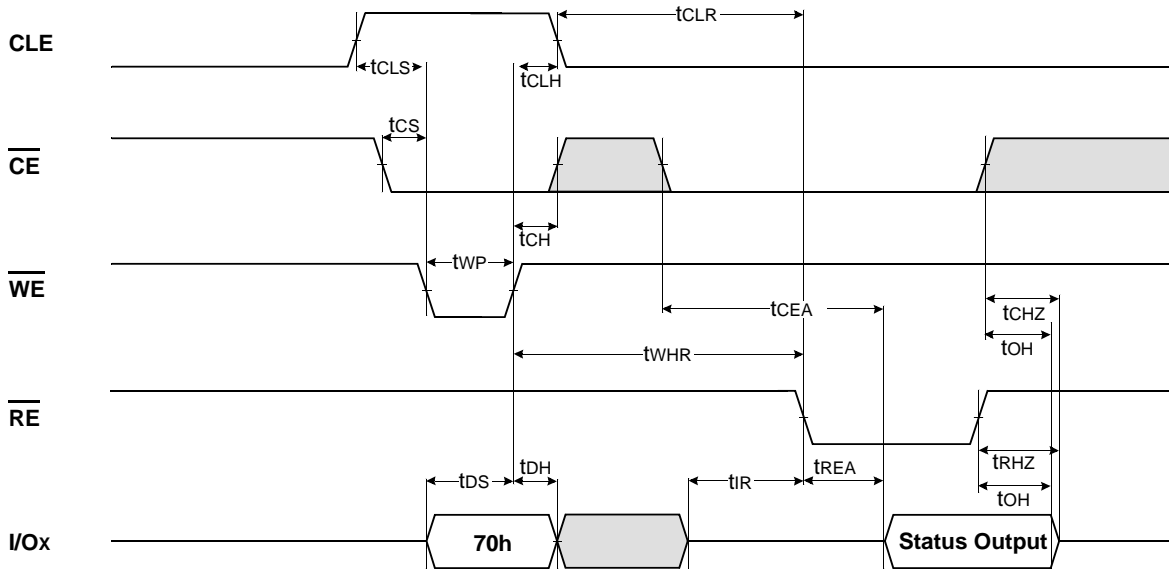 tCLR
CLE
tCLS
tCLH
tCS
CE
tCH
tWP
WE
tCEA
tCHZ
tOH
tWHR
RE
tDH
tREA
tRHZ
tDS
tIR
tOH
I/Ox
70h
Status Output